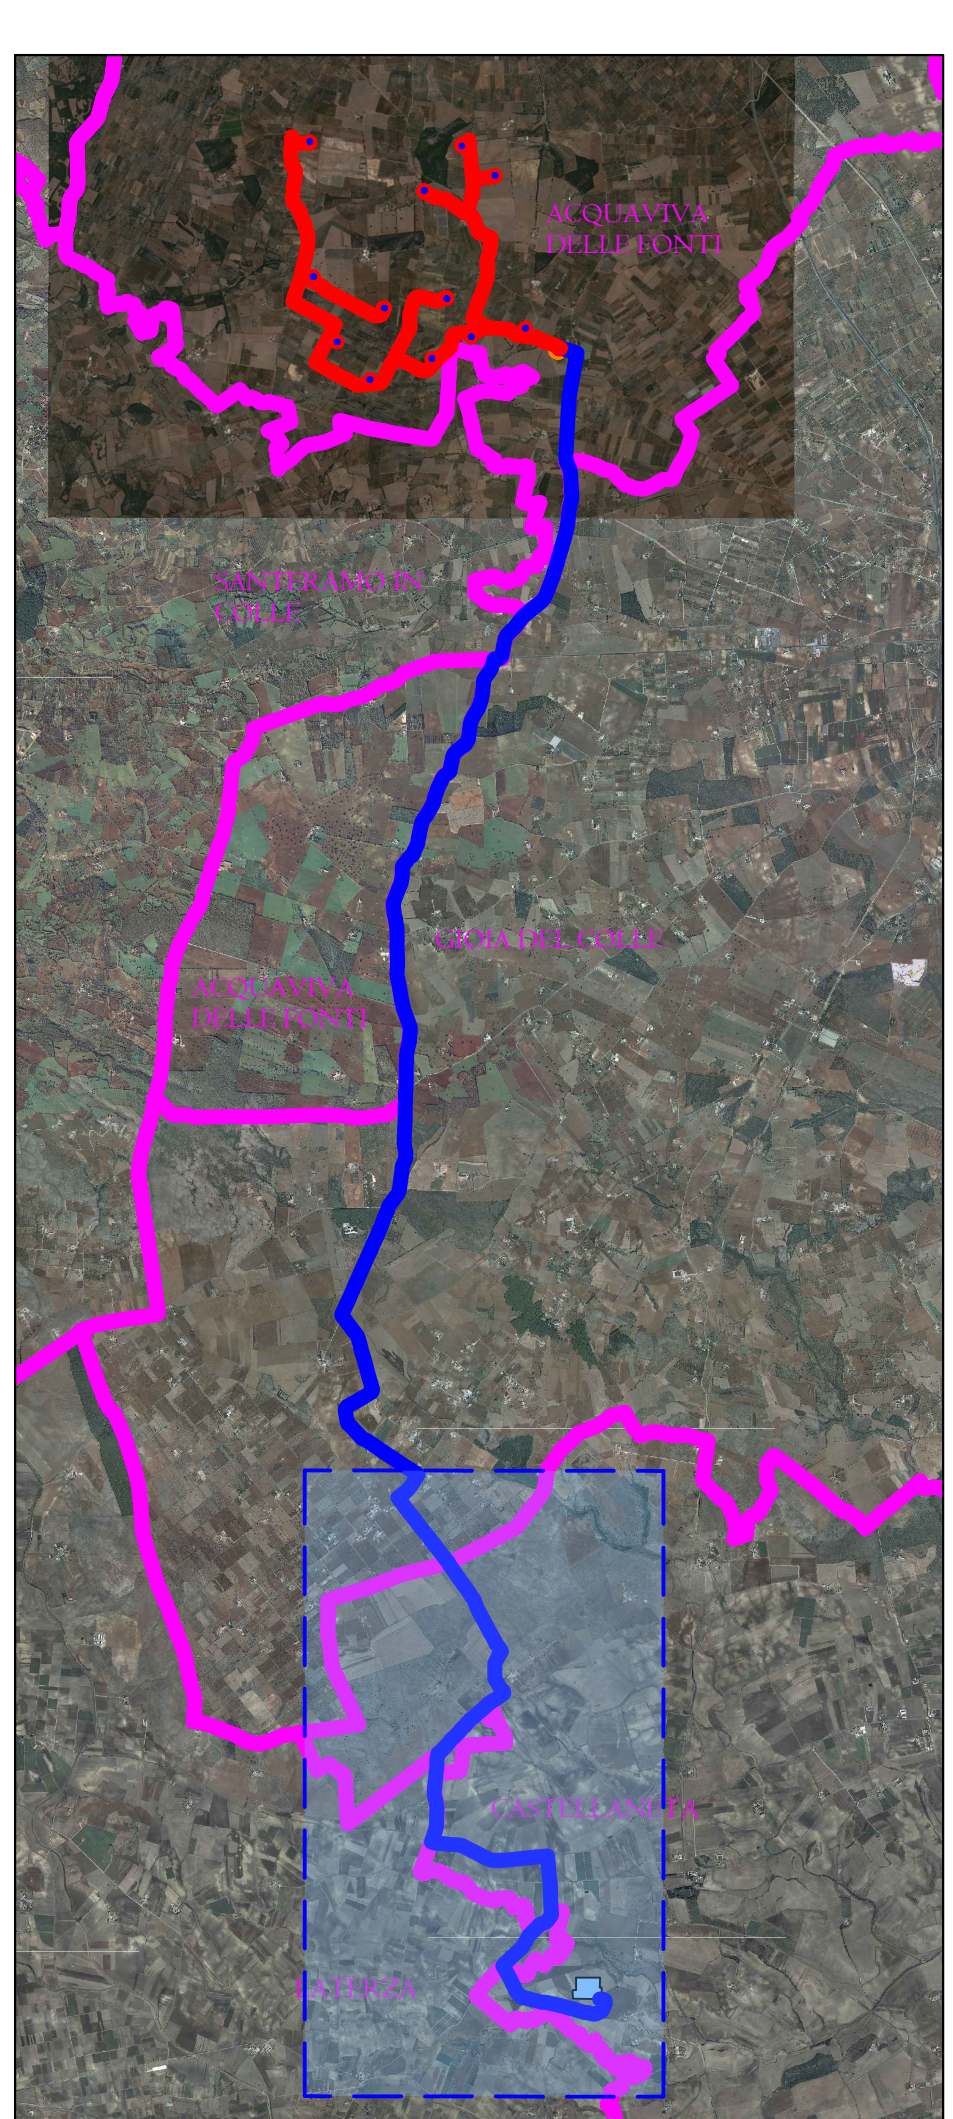 ACQUAVIVA
DELLE FONTI
SANTERAMO IN
COLLE
GIOIA DEL COLLE
ACQUAVIVA
DELLE FONTI
CASTELLANETA
LATERZA